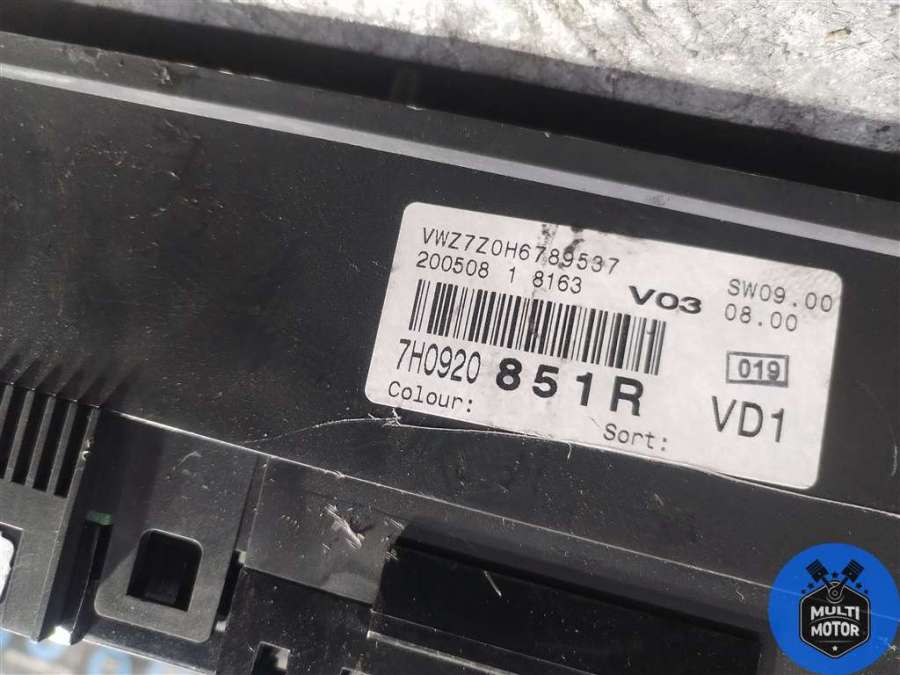 VWZ7Z0H6789537
200508 1 8163
V03
SW09.00
08.00
7H0920 851R
019
VD1
Colour:
Sort:
MULTI
MOTOR